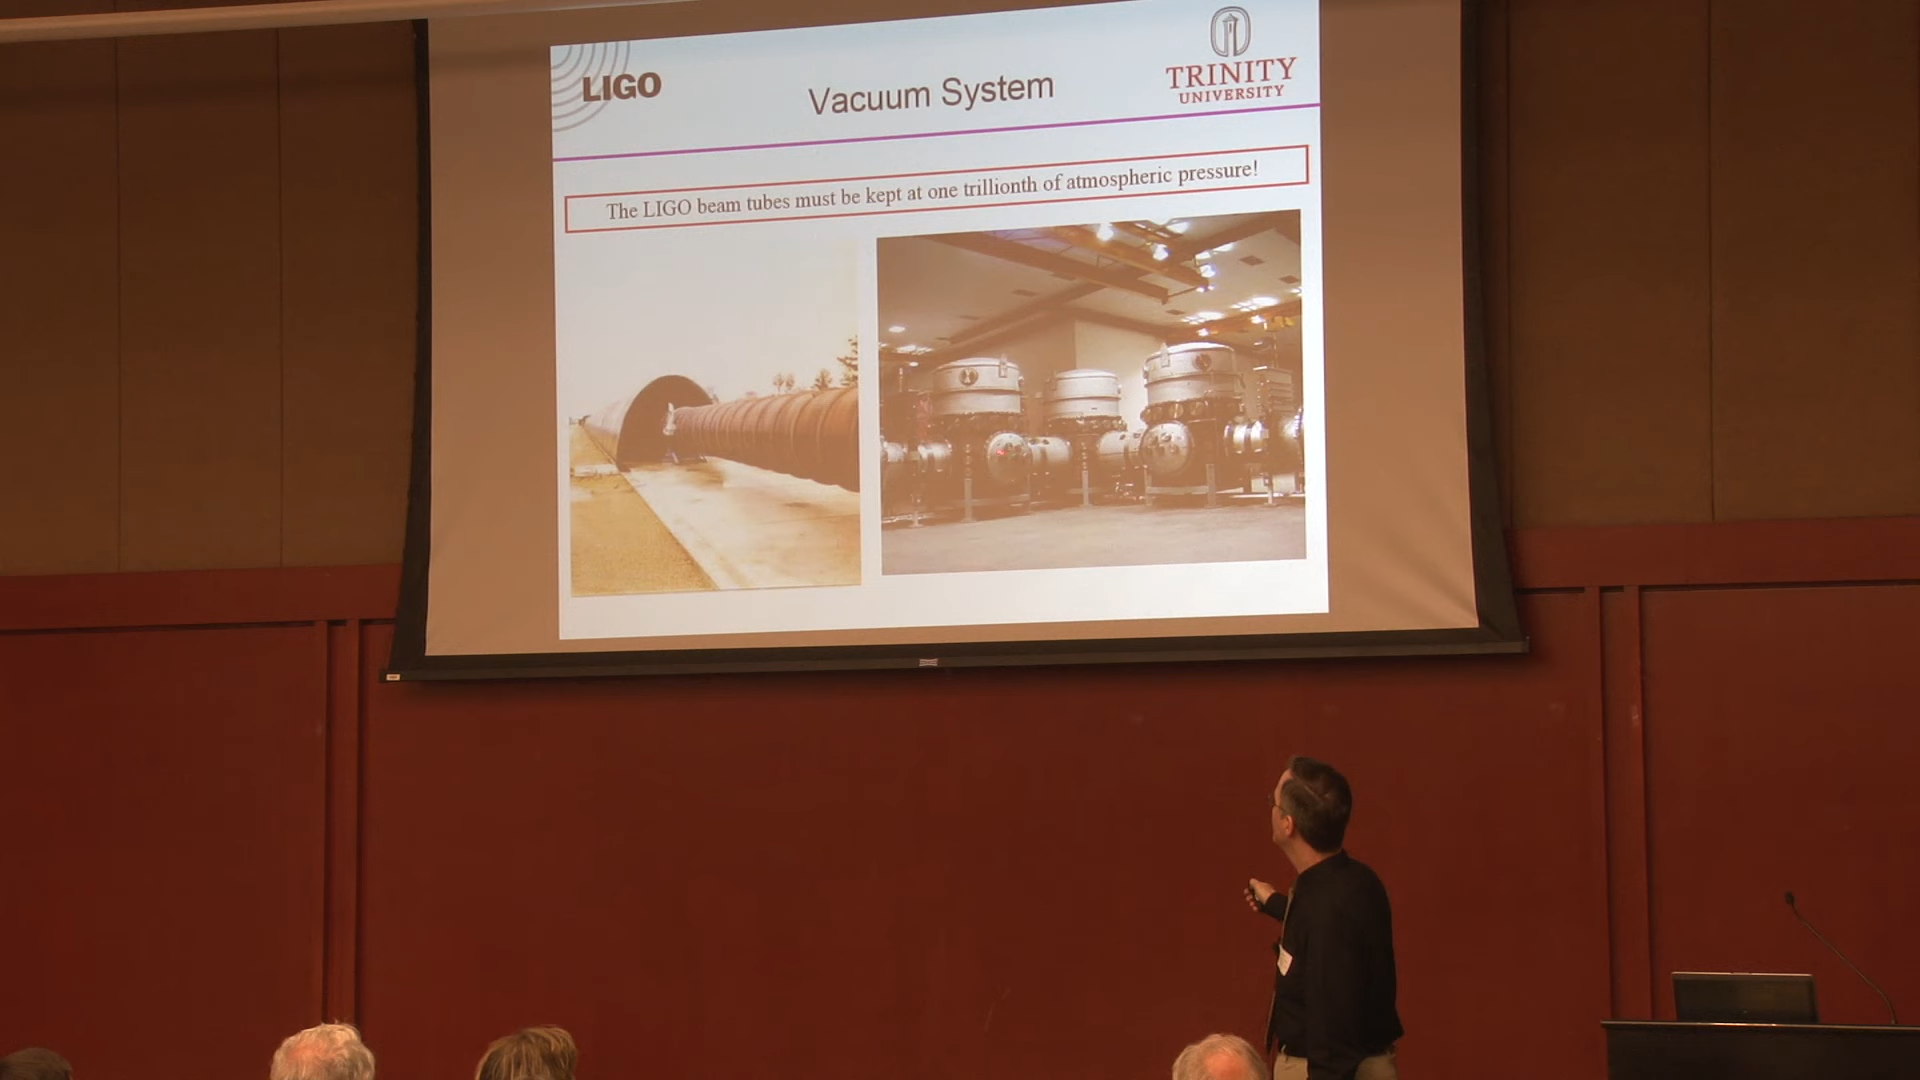 LIGO
Vacuum System
TRINITY
UNIVERSITY
The LIGO beam tubes must be kept at one trillionth of atmospheric pressure!